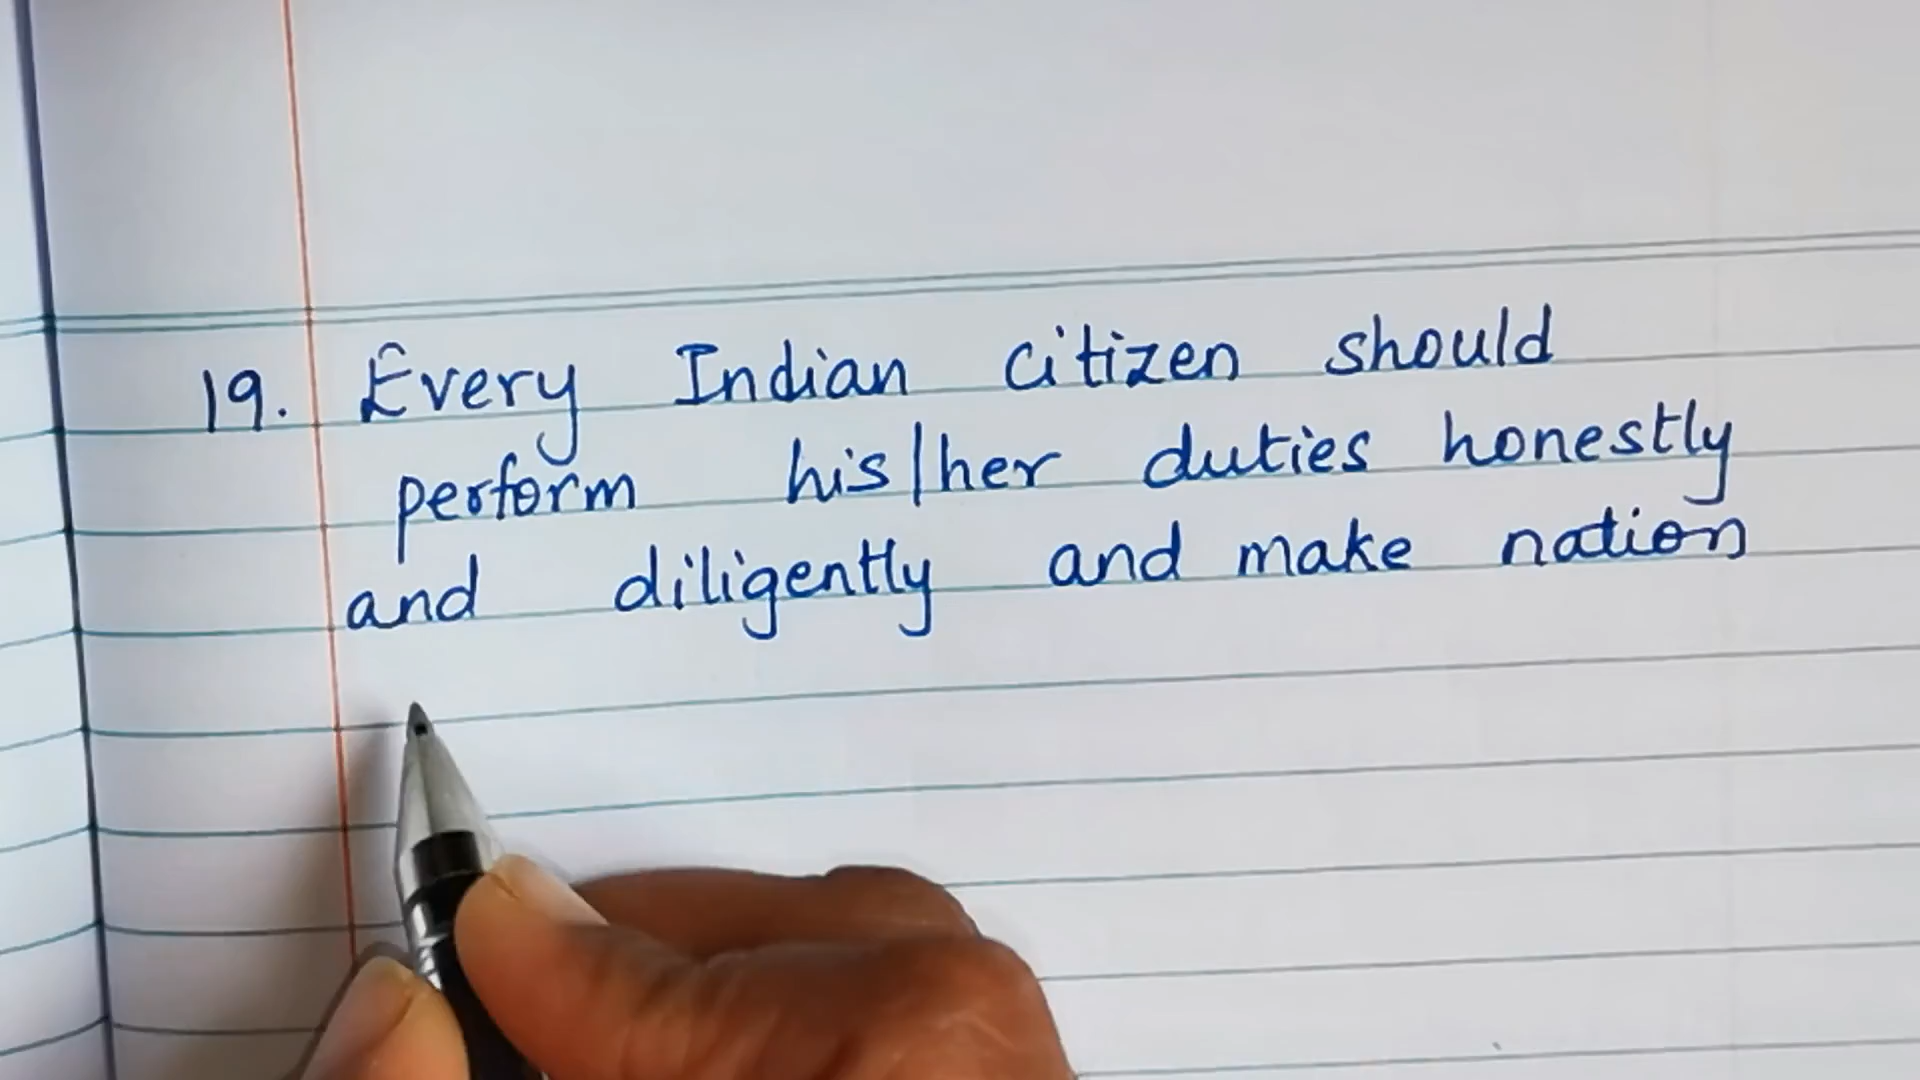 19. Every Indian citizen should
perform his/her duties honestly
and diligently and make nation